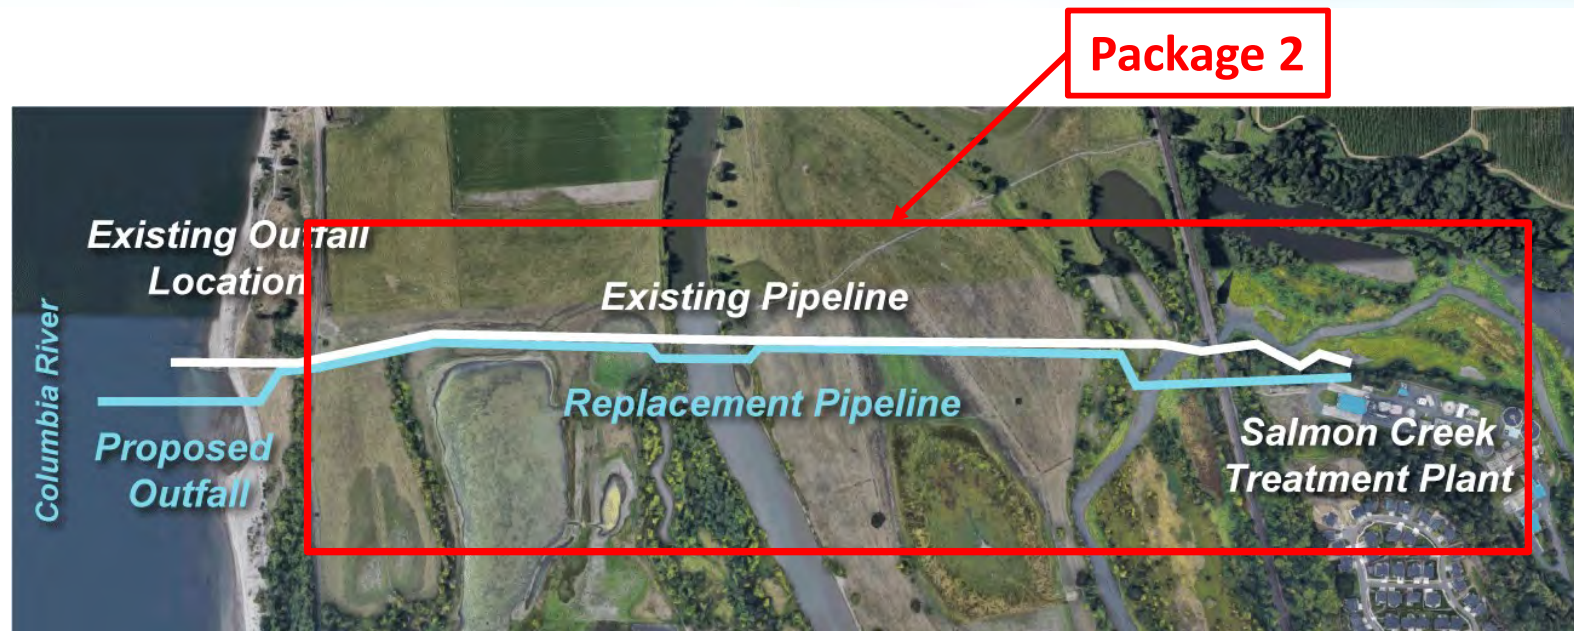 Package 2
Existing Outfall
Location
Existing Pipeline
Columbia River
Replacement Pipeline
Proposed
Outfall
Salmon Creek
Treatment Plant